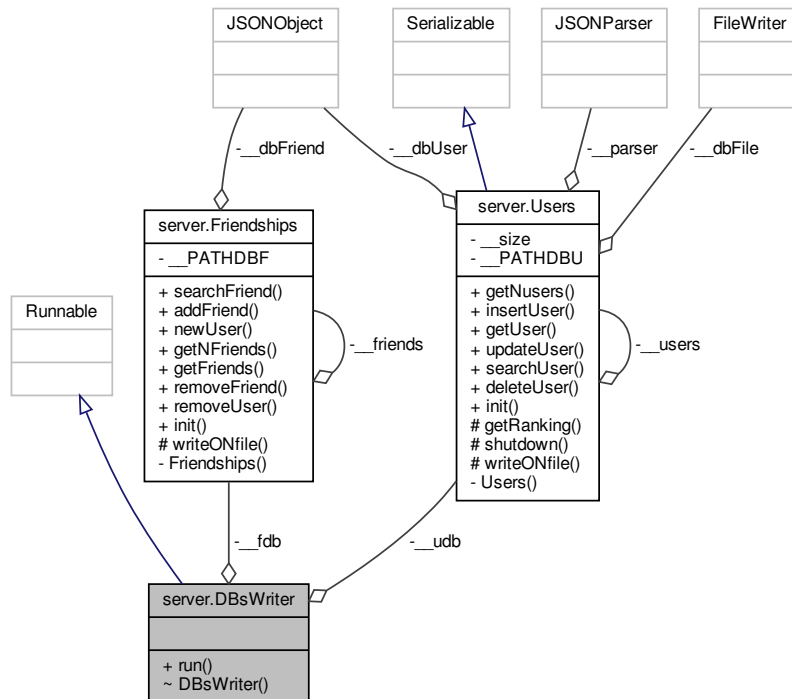 JSONObject
Serializable
JSONParser
FileWriter
-__dbFriend
-__dbUser
-__parser
-__dbFile
server.Friendships
- __PATHDBF
+ searchFriend()
+ addFriend()
+ newUser()
+ getNFriends()
+ getFriends()
+ removeFriend()
+ removeUser()
+ init()
# writeONfile()
- Friendships()
-__friends
server.Users
- __size
- __PATHDBU
+ getNusers()
+ insertUser()
+ getUser()
+ updateUser()
+ searchUser()
+ deleteUser()
+ init()
# getRanking()
# shutdown()
# writeONfile()
- Users()
-__users
Runnable
-__fdb
-__udb
server.DBsWriter
+ run()
~ DBsWriter()